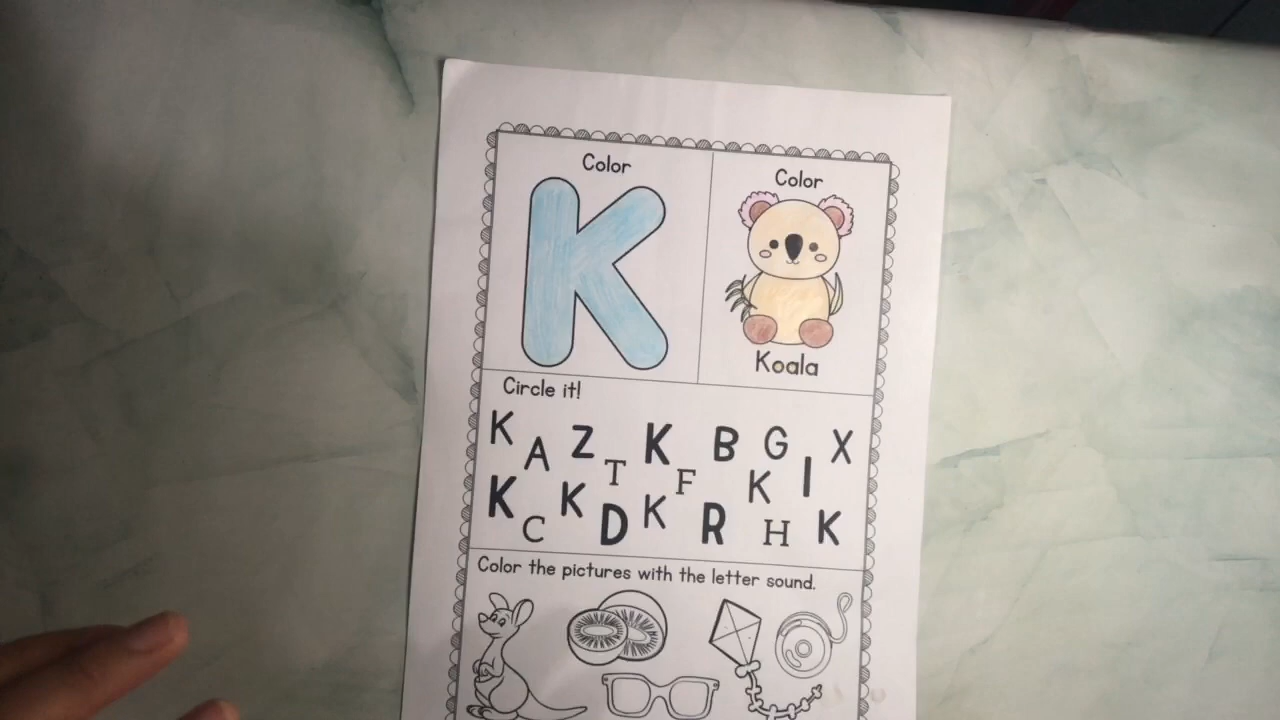 Color
Color
K
Koala
Circle it!
K A Z T K F B G K I X
K C K D K R H K
Color the pictures with the letter sound.